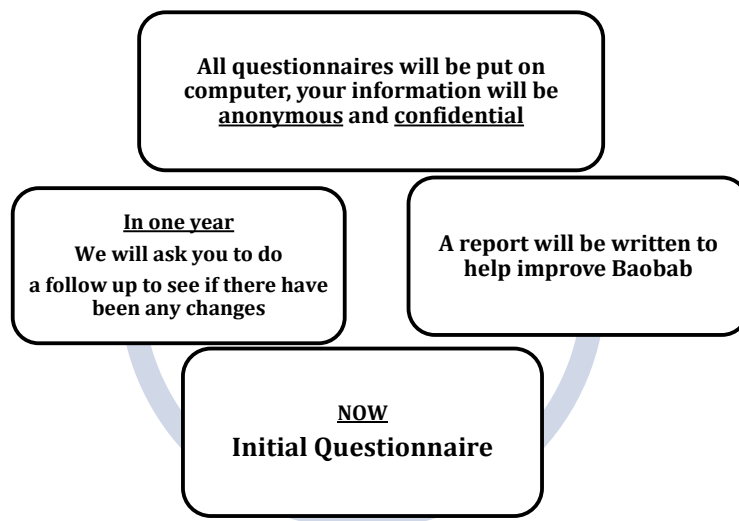 All questionnaires will be put on
computer, your information will be
anonymous and confidential
In one year
We will ask you to do
a follow up to see if there have
been any changes
A report will be written to
help improve Baobab
NOW
Initial Questionnaire